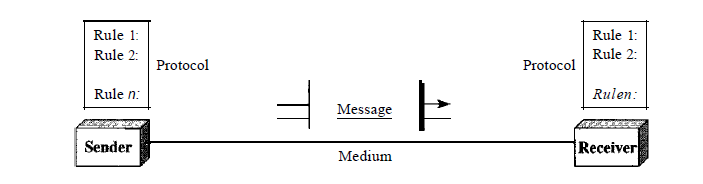 Rule 1:
Rule 2:
Rule n:
Protocol
Protocol
Rule 1:
Rule 2:
Rulen:
Message
Sender
Medium
Receiver